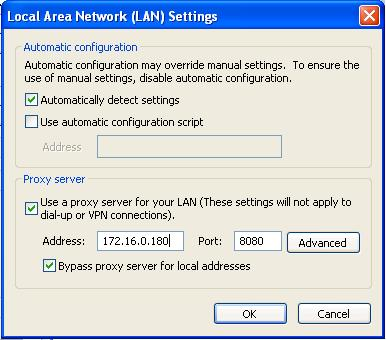 Local Area Network (LAN) Settings
Automatic configuration
Automatic configuration may override manual settings. To ensure the
use of manual settings, disable automatic configuration.
Automatically detect settings
Use automatic configuration script
Address
Proxy server
Use a proxy server for your LAN (These settings will not apply to
dial-up or VPN connections).
Address: 172.16.0.180 Port: 8080 Advanced
Bypass proxy server for local addresses
OK Cancel